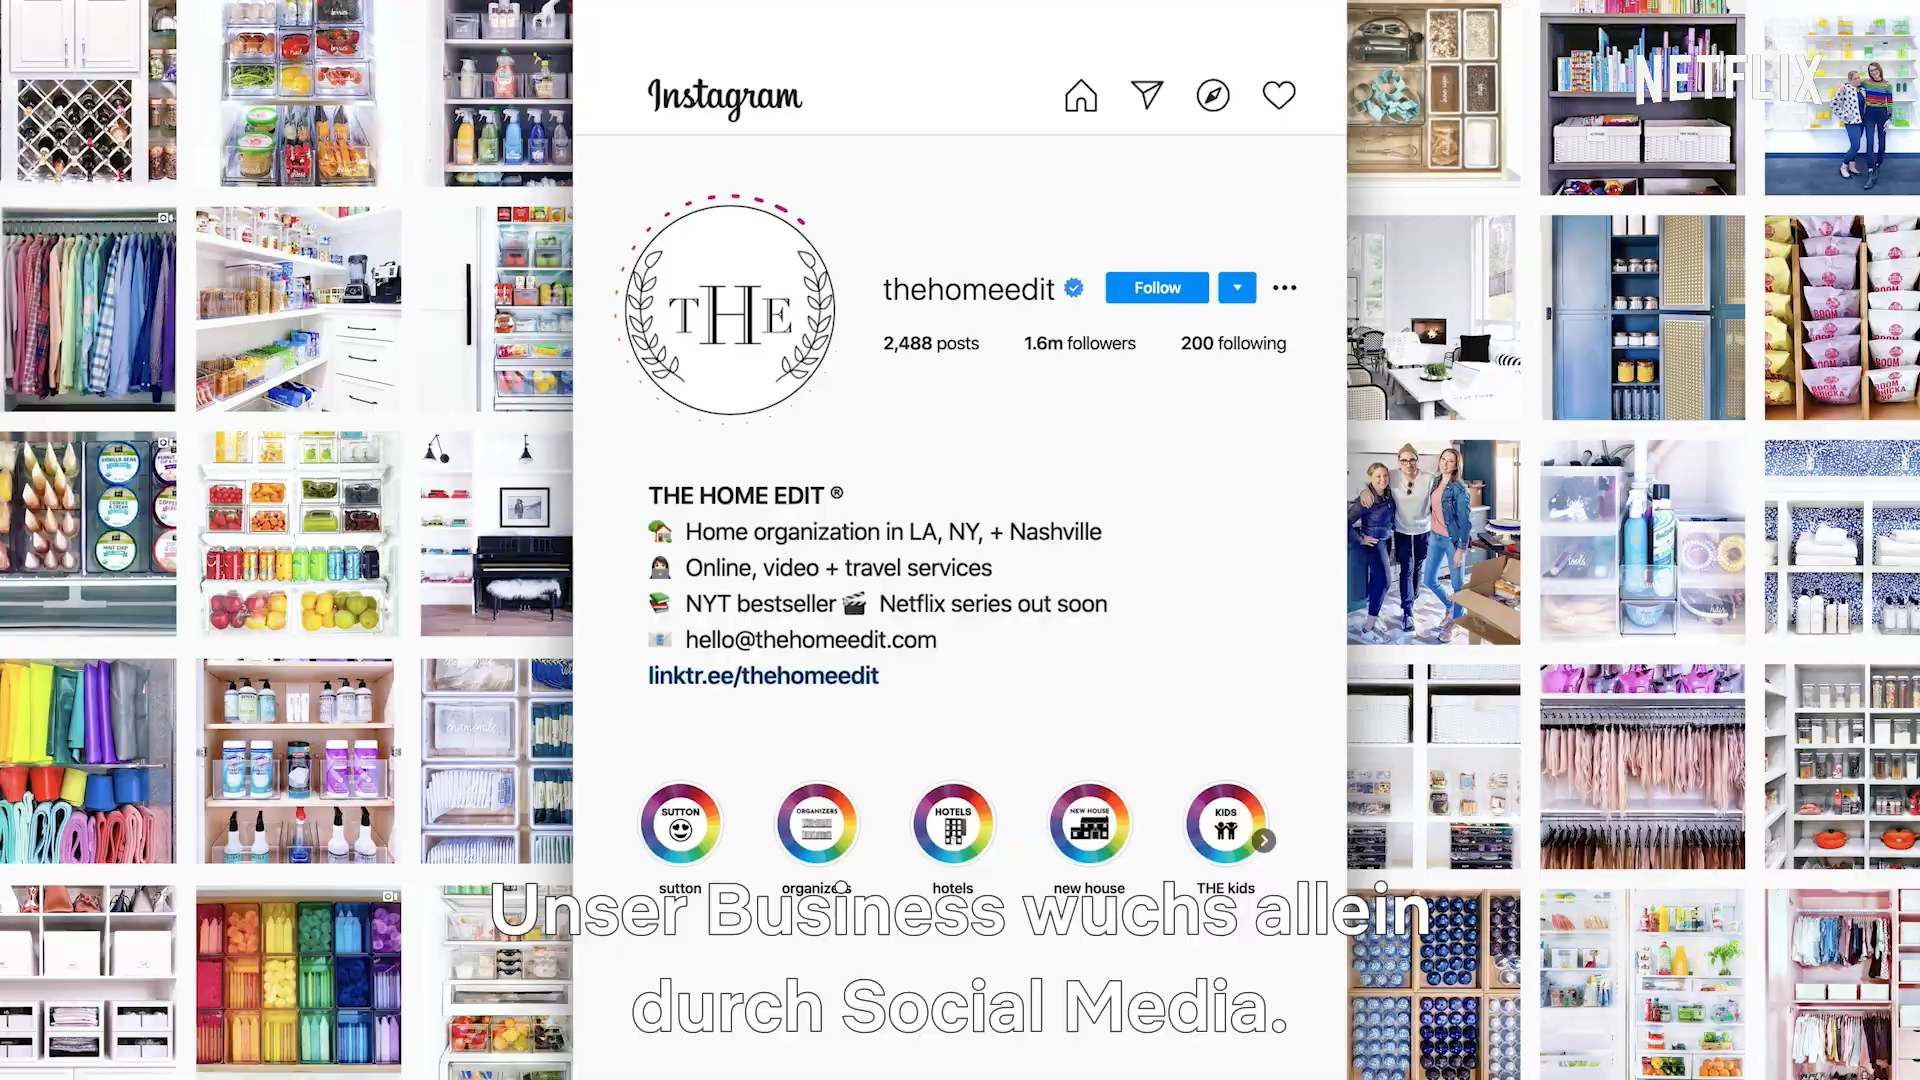 NETFLIX
Instagram
THE
thehomeedit
Follow
2,488 posts 1.6m followers 200 following
THE HOME EDIT ®
Home organization in LA, NY, + Nashville
Online, video + travel services
NYT bestseller Netflix series out soon
hello@thehomeedit.com
linktr.ee/thehomeedit
SUTTON ORGANIZERS HOTELS NEW HOUSE KIDS
sutton organizers hotels new house THE kids
Unser Business wuchs allein
durch Social Media.